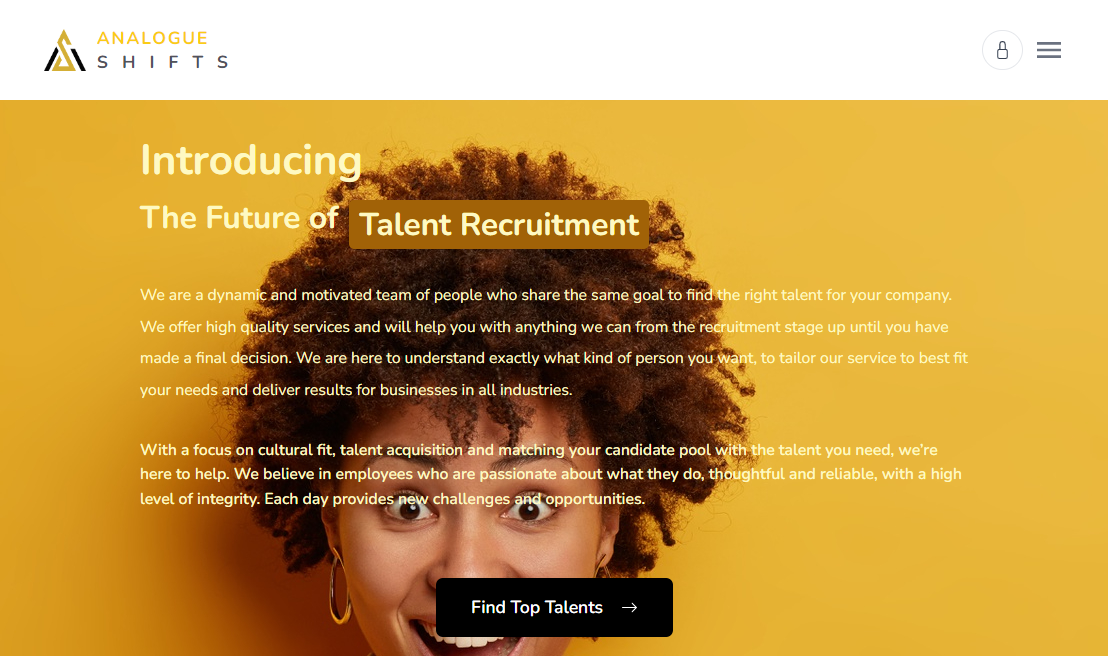 ANALOGUE
SHIFTS
Introducing
The Future of Talent Recruitment
We are a dynamic and motivated team of people who share the same goal to find the right talent for your company.
We offer high quality services and will help you with anything we can from the recruitment stage up until you have
made a final decision. We are here to understand exactly what kind of person you want, to tailor our service to best fit
your needs and deliver results for businesses in all industries.
With a focus on cultural fit, talent acquisition and matching your candidate pool with the talent you need, we're
here to help. We believe in employees who are passionate about what they do, thoughtful and reliable, with a high
level of integrity. Each day provides new challenges and opportunities.
Find Top Talents